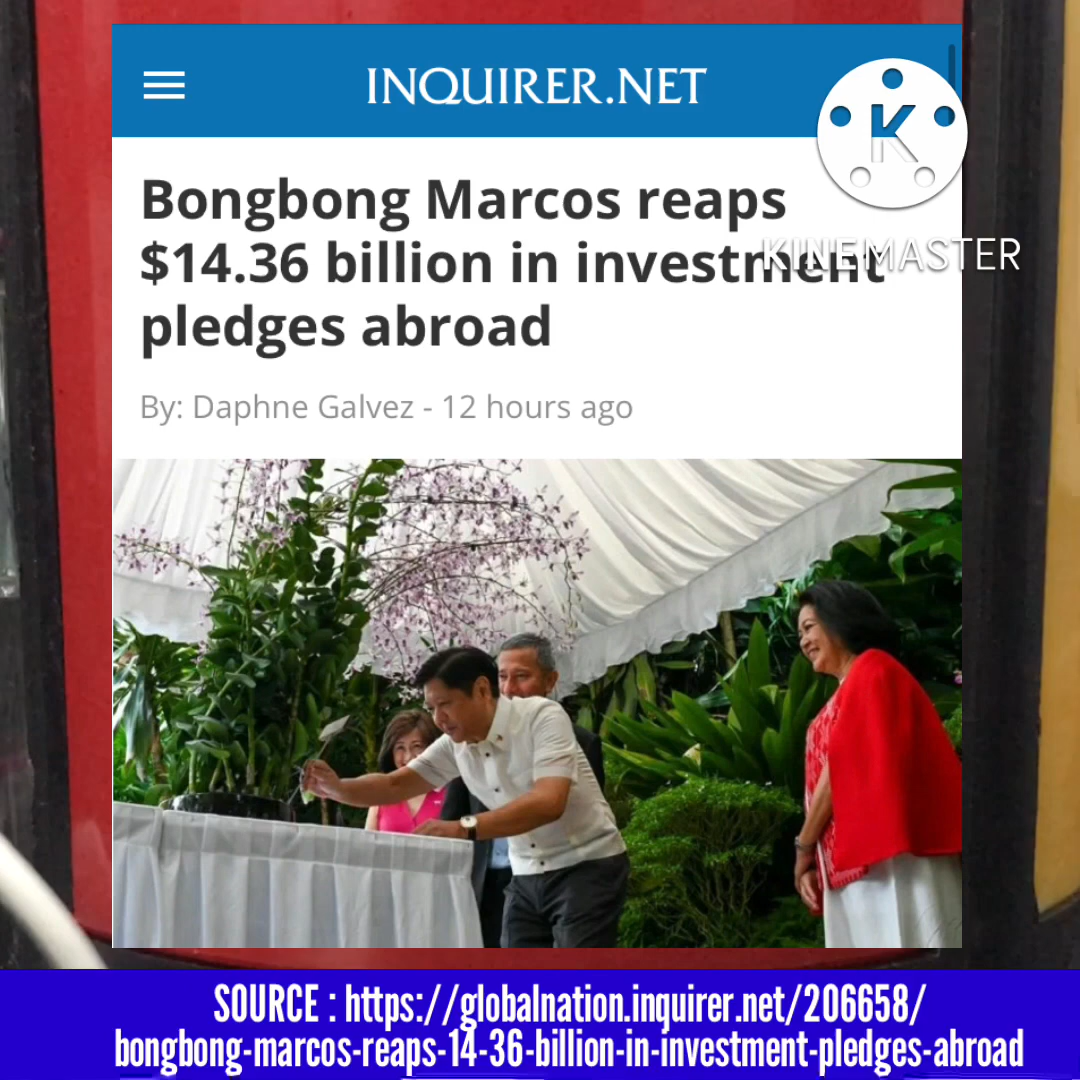 INQUIRER.NET
K
KINEMASTER
Bongbong Marcos reaps
$14.36 billion in investment
pledges abroad
By: Daphne Galvez - 12 hours ago
SOURCE : https://globalnation.inquirer.net/206658/
bongbong-marcos-reaps-14-36-billion-in-investment-pledges-abroad